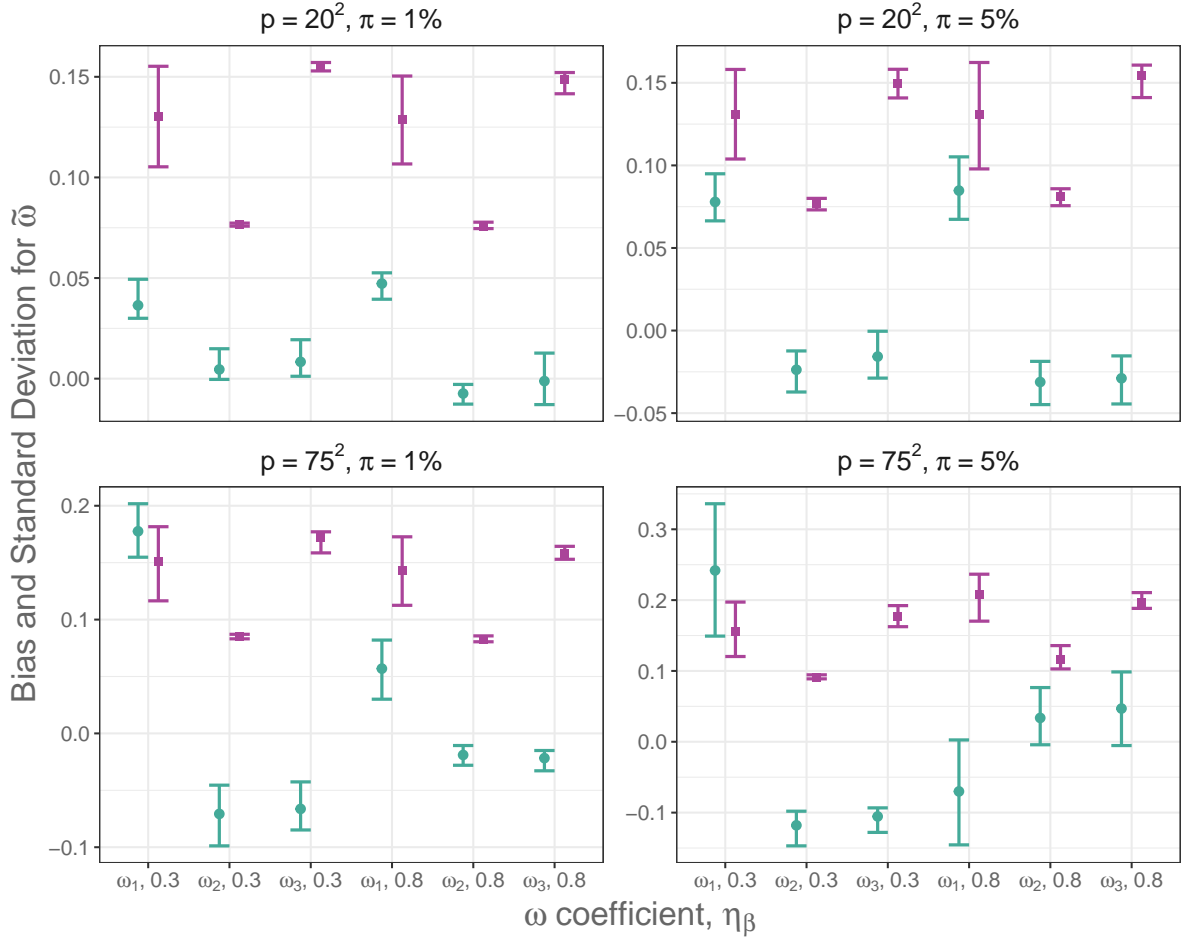 p = 20², π = 1%
p = 20², π = 5%
Bias and Standard Deviation for ω̃
0.15
0.10
0.05
0.00
0.15
0.10
0.05
0.00
−0.05
p = 75², π = 1%
p = 75², π = 5%
0.2
0.1
0.0
−0.1
0.3
0.2
0.1
0.0
−0.1
ω₁, 0.3 ω₂, 0.3 ω₃, 0.3 ω₁, 0.8 ω₂, 0.8 ω₃, 0.8
ω₁, 0.3 ω₂, 0.3 ω₃, 0.3 ω₁, 0.8 ω₂, 0.8 ω₃, 0.8
ω coefficient, ηᵦ